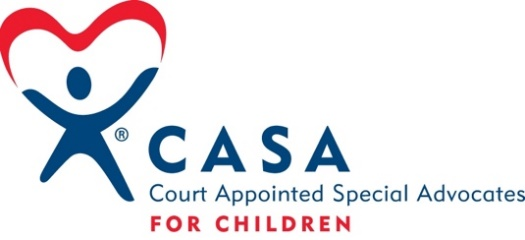 ® CASA
Court Appointed Special Advocates
FOR CHILDREN